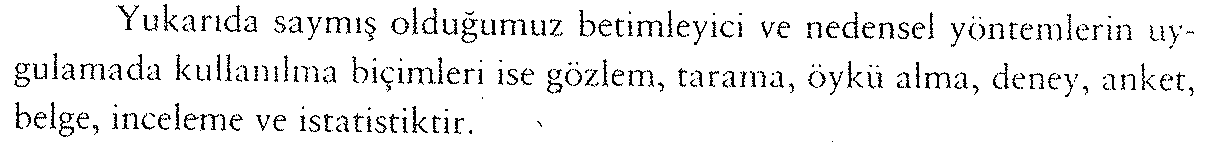 Yukarıda saymış olduğumuz betimleyici ve nedensel yöntemlerin uy-
gulamada kullanılma biçimleri ise gözlem, tarama, öykü alma, deney, anket,
belge, inceleme ve istatistiktir.